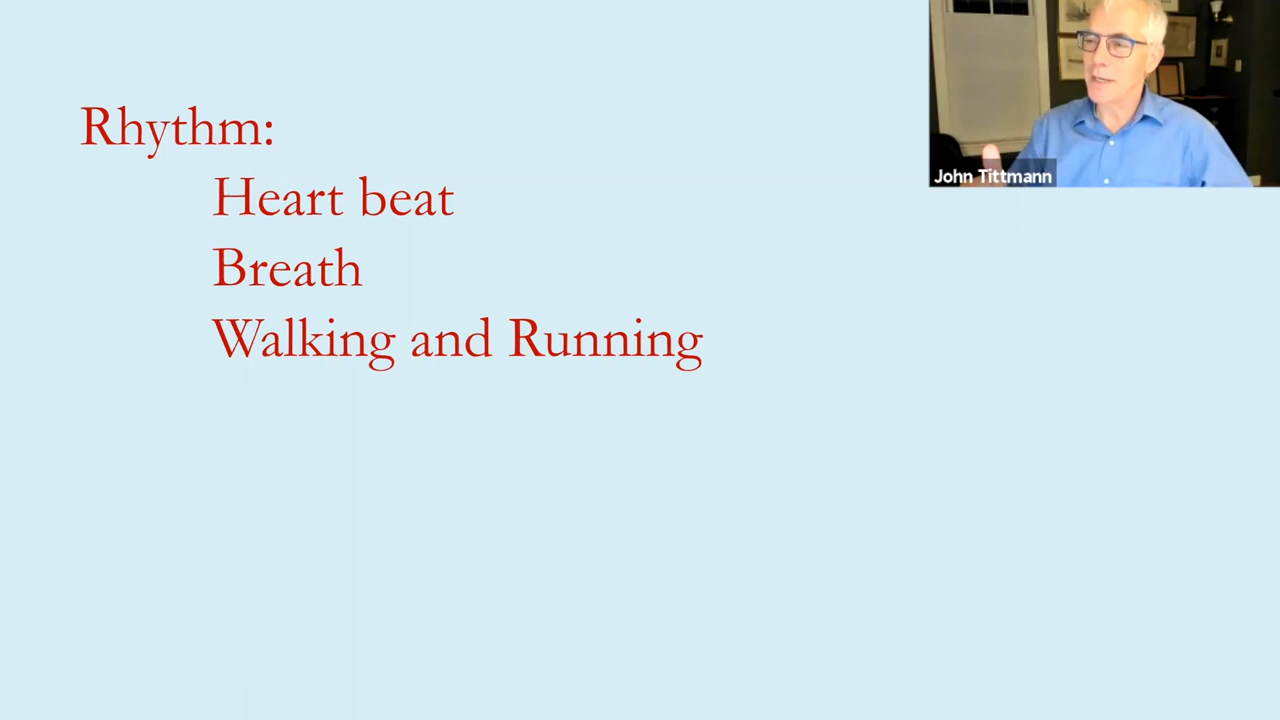 Rhythm:
Heart beat
Breath
Walking and Running
John Tittmann